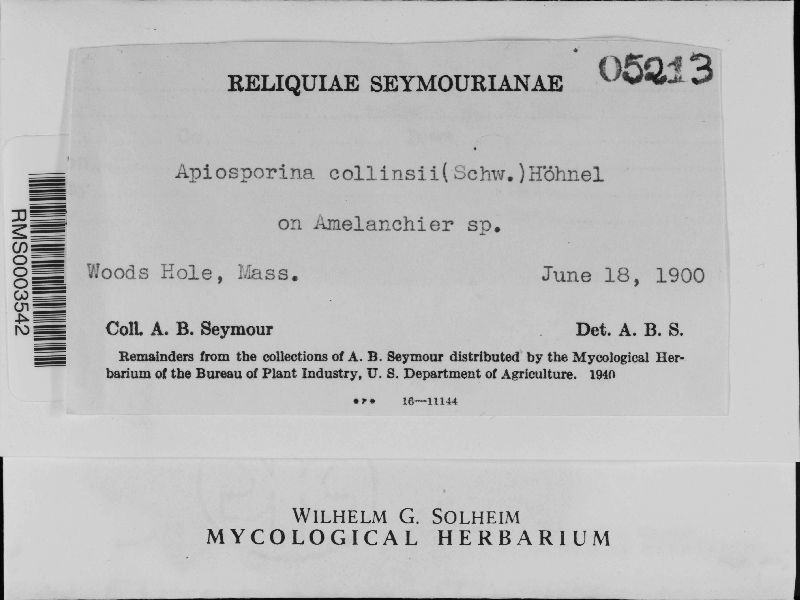 05213
RELIQUIAE SEYMOURIANAE
Apiosporina collinsii(Schw.)Höhnel
on Amelanchier sp.
Woods Hole, Mass. June 18, 1900
Coll. A. B. Seymour Det. A. B. S.
Remainders from the collections of A. B. Seymour distributed by the Mycological Her-
barium of the Bureau of Plant Industry, U. S. Department of Agriculture. 1940
16—11144
RMS0003542
WILHELM G. SOLHEIM
MYCOLOGICAL HERBARIUM